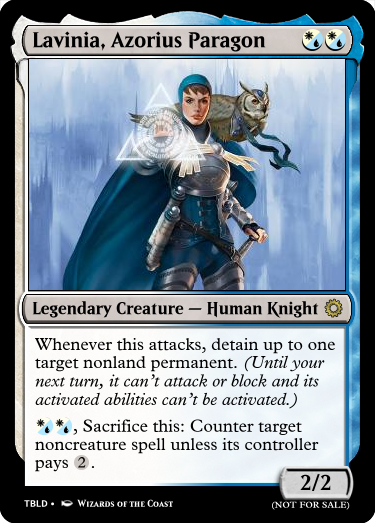 Lavinia, Azorius Paragon
Legendary Creature — Human Knight
Whenever this attacks, detain up to one
target nonland permanent. (Until your
next turn, it can't attack or block and its
activated abilities can't be activated.)
, Sacrifice this: Counter target
noncreature spell unless its controller
pays 2.
2/2
TBLD • Wizards of the Coast
(NOT FOR SALE)